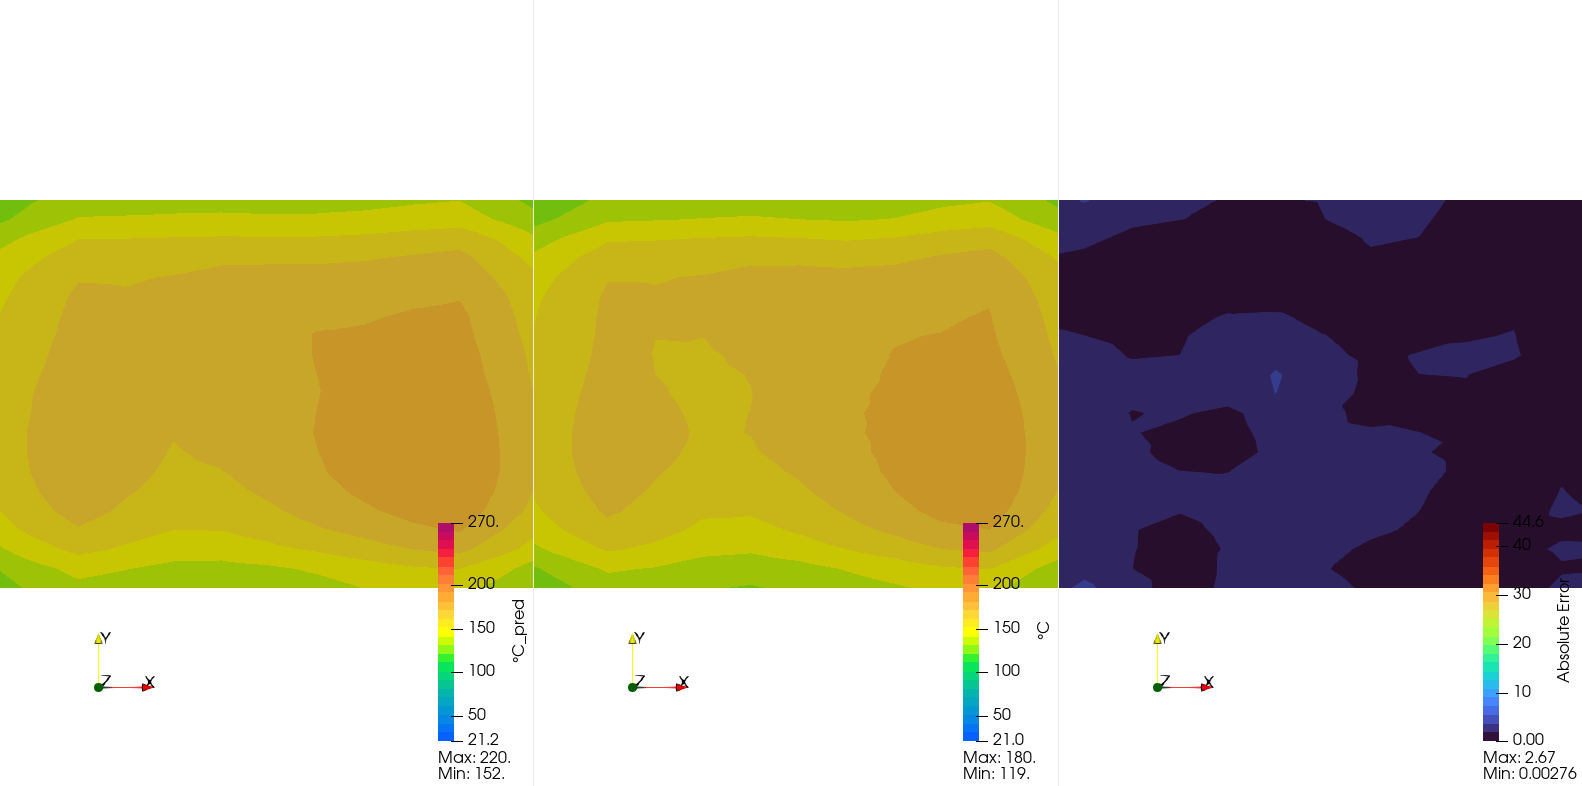 270.
200
150
100
50
21.2
°C_pred
Max: 220.
Min: 152.
Y
Z
X
270.
200
150
100
50
21.0
°C
Max: 180.
Min: 119.
Y
Z
X
44.6
40
30
20
10
0.00
Absolute Error
Max: 2.67
Min: 0.00276
Y
Z
X